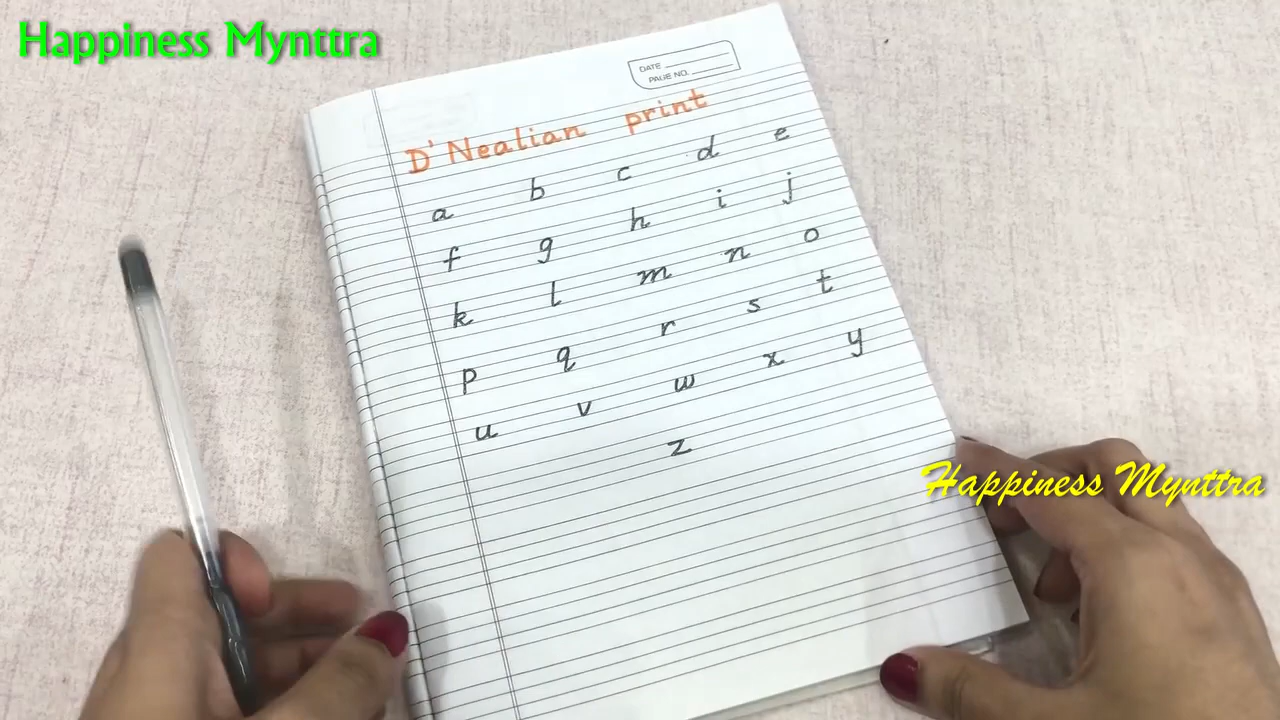 Happiness Mynttra
DATE
PAGE NO.
D'Nealian print
a b c d e
f g h i j
k l m n o
p q r s t
u v w x y
z
Happiness Mynttra